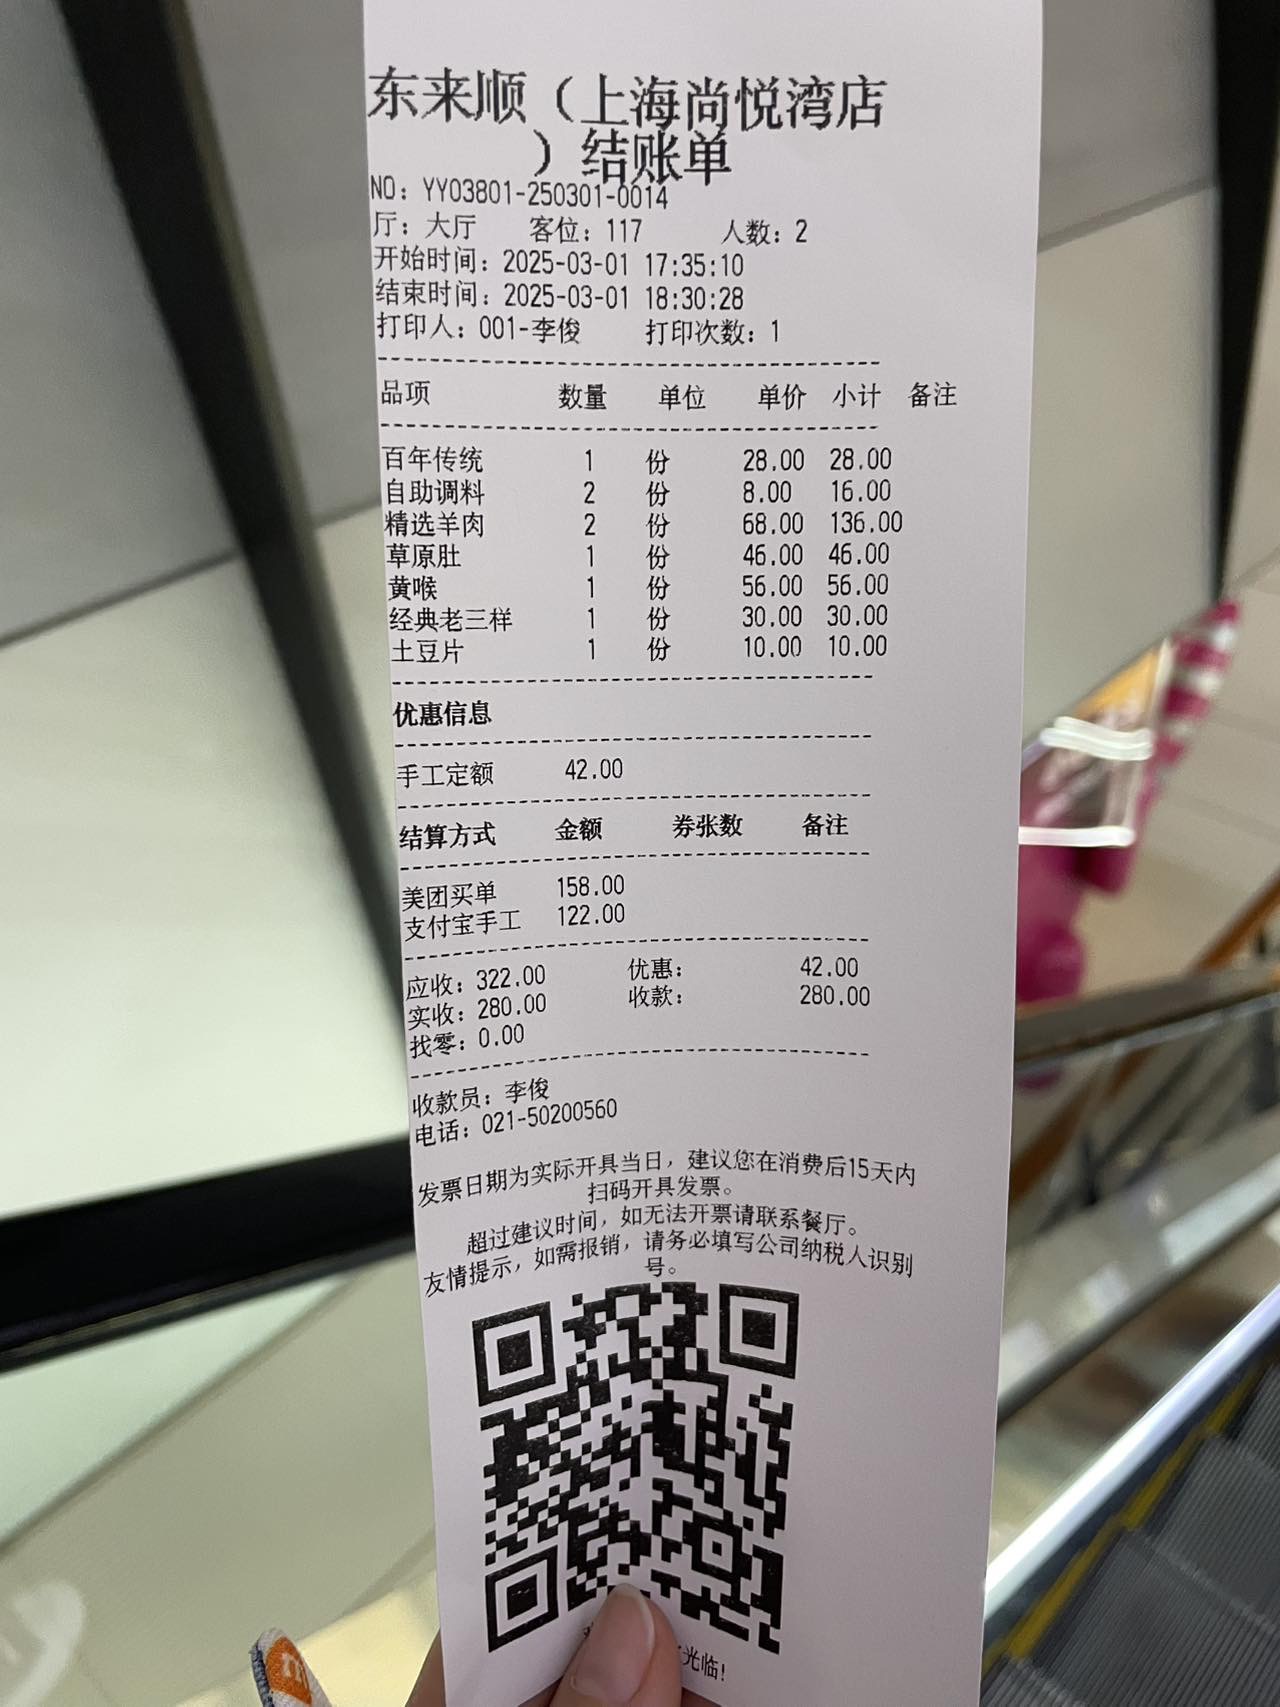 东来顺（上海尚悦湾店
）结账单
NO：YY03801-250301-0014
厅：大厅 客位：117 人数：2
开始时间：2025-03-01 17:35:10
结束时间：2025-03-01 18:30:28
打印人：001-李俊 打印次数：1
品项 数量 单位 单价 小计 备注
百年传统 1 份 28.00 28.00
自助调料 2 份 8.00 16.00
精选羊肉 2 份 68.00 136.00
草原肚 1 份 46.00 46.00
黄喉 1 份 56.00 56.00
经典老三样 1 份 30.00 30.00
土豆片 1 份 10.00 10.00
优惠信息
手工定额 42.00
结算方式 金额 券张数 备注
美团买单 158.00
支付宝手工 122.00
应收：322.00 优惠： 42.00
实收：280.00 收款： 280.00
找零：0.00
收款员：李俊
电话：021-50200560
发票日期为实际开具当日，建议您在消费后15天内
扫码开具发票。
超过建议时间，如无法开票请联系餐厅。
友情提示，如需报销，请务必填写公司纳税人识别
号。
光临！